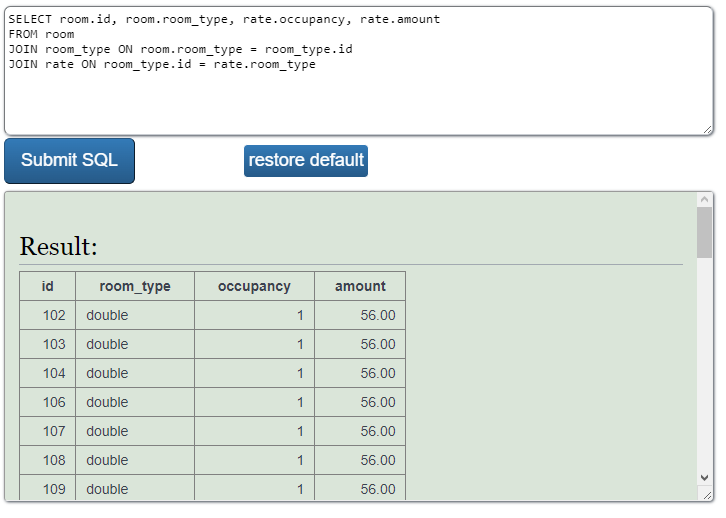 SELECT room.id, room.room_type, rate.occupancy, rate.amount
FROM room
JOIN room_type ON room.room_type = room_type.id
JOIN rate ON room_type.id = rate.room_type
Submit SQL restore default
Result:
id room_type occupancy amount
102 double 1 56.00
103 double 1 56.00
104 double 1 56.00
106 double 1 56.00
107 double 1 56.00
108 double 1 56.00
109 double 1 56.00